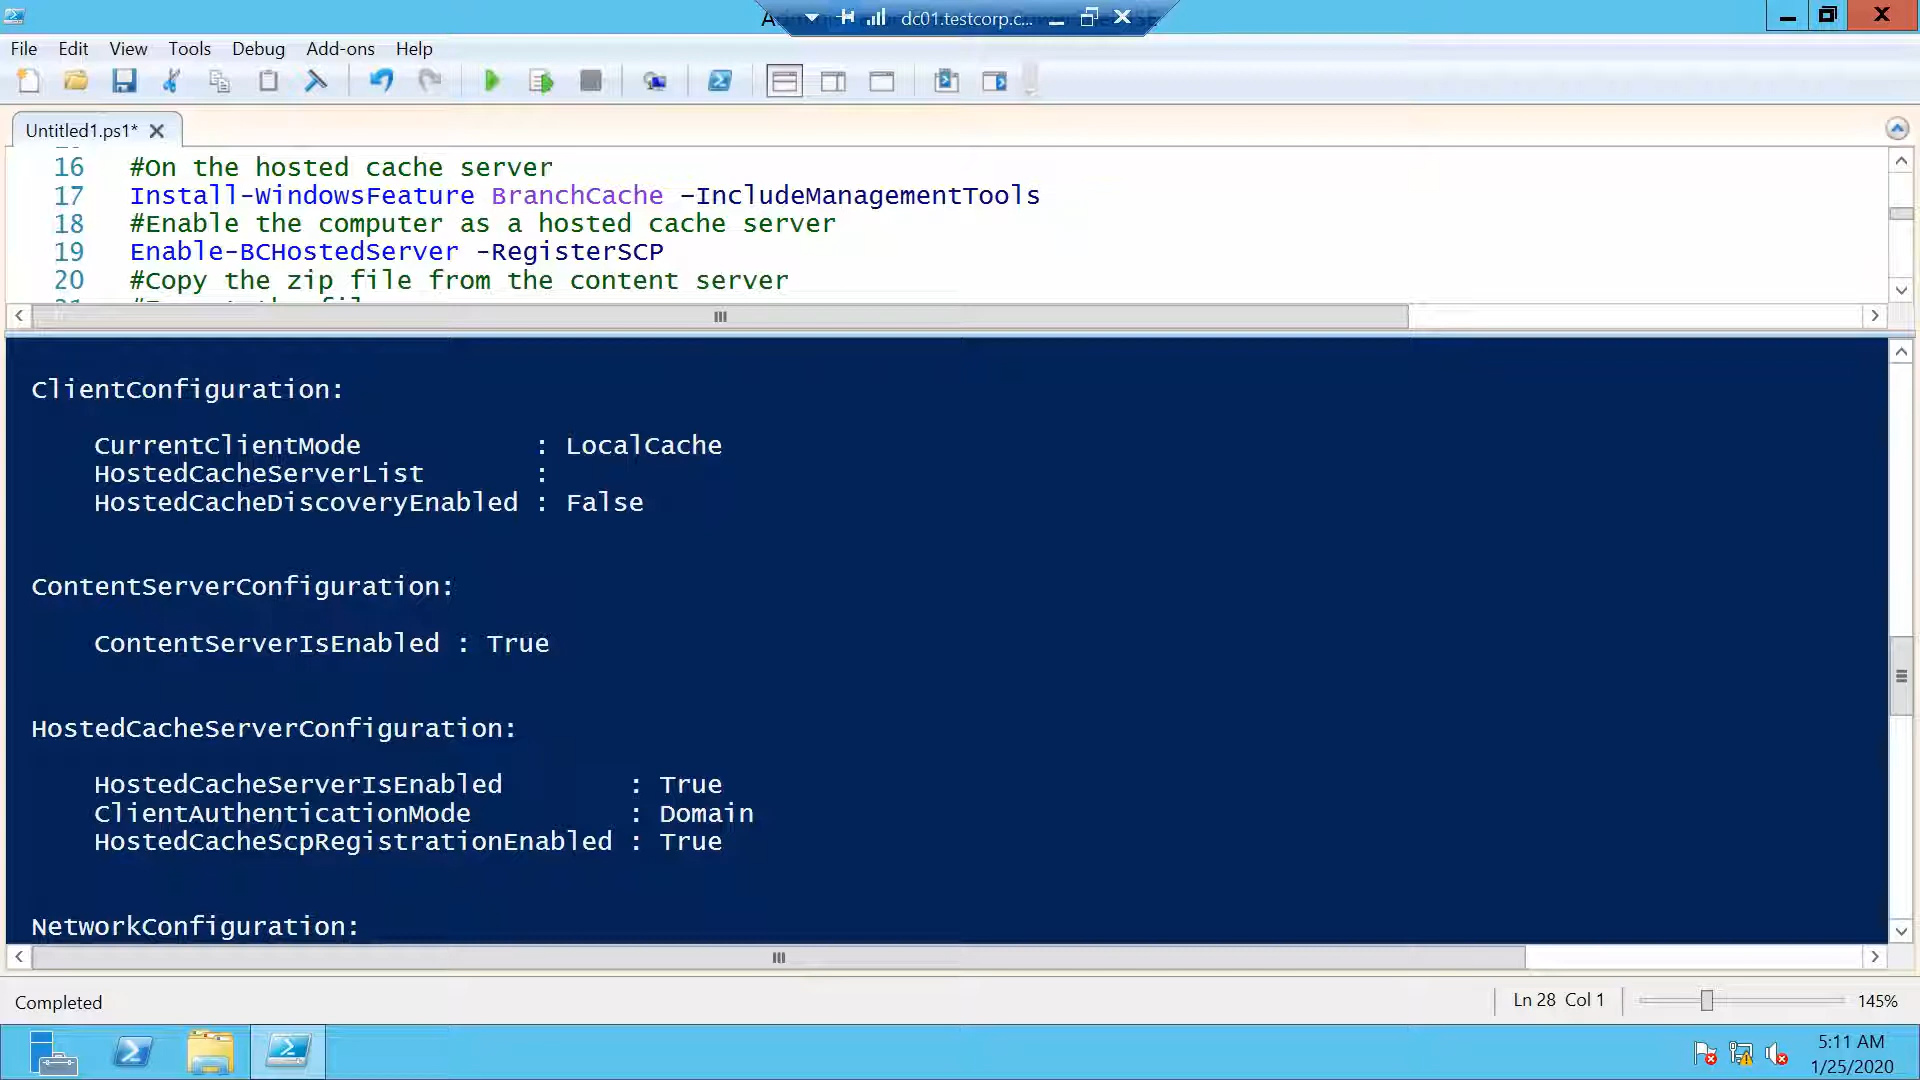 dc01.testcorp.c...
File Edit View Tools Debug Add-ons Help
Untitled1.ps1*
16 #On the hosted cache server
17 Install-WindowsFeature BranchCache –IncludeManagementTools
18 #Enable the computer as a hosted cache server
19 Enable-BCHostedServer -RegisterSCP
20 #Copy the zip file from the content server
ClientConfiguration:
CurrentClientMode : LocalCache
HostedCacheServerList :
HostedCacheDiscoveryEnabled : False
ContentServerConfiguration:
ContentServerIsEnabled : True
HostedCacheServerConfiguration:
HostedCacheServerIsEnabled : True
ClientAuthenticationMode : Domain
HostedCacheScpRegistrationEnabled : True
NetworkConfiguration:
Completed
Ln 28 Col 1
145%
5:11 AM
1/25/2020